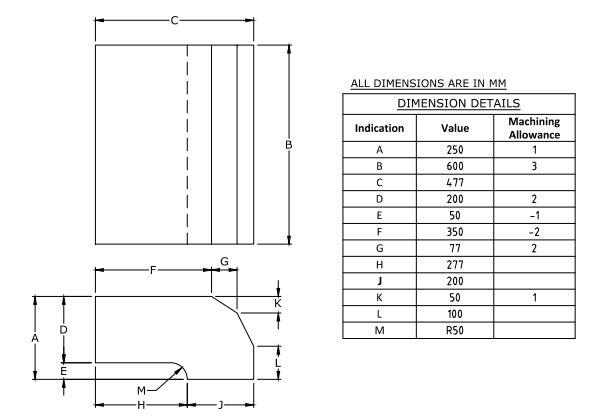 C
B
ALL DIMENSIONS ARE IN MM
DIMENSION DETAILS
Indication Value Machining Allowance
A 250 1
B 600 3
C 477
D 200 2
E 50 -1
F 350 -2
G 77 2
H 277
J 200
K 50 1
L 100
M R50
F G
K
A D
E L
M
H J